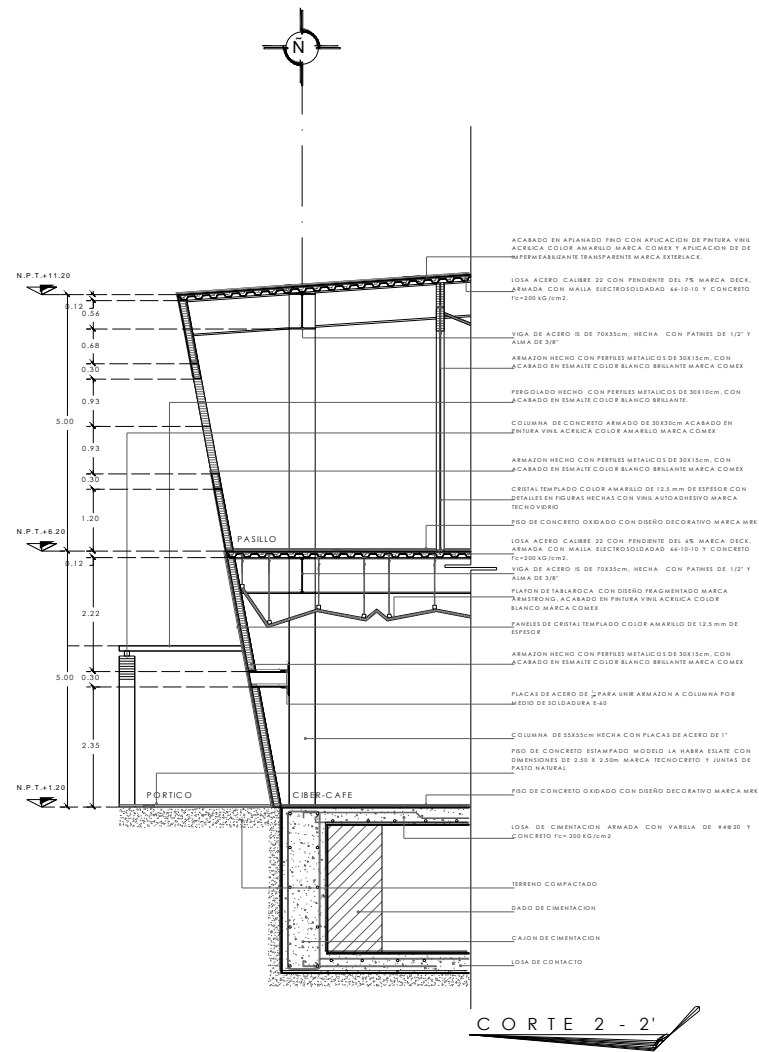 Ñ
ACABADO EN APLANADO FINO CON APLICACION DE PINTURA VINIL
ACRILICA COLOR AMARILLO MARCA COMEX Y APLICACION DE DE
IMPERMEABILIZANTE TRANSPARENTE MARCA EXTERLACK.
N.P.T.+11.20
LOSA ACERO CALIBRE 22 CON PENDIENTE DEL 7% MARCA DECK,
ARMADA CON MALLA ELECTROSOLDADAD 66-10-10 Y CONCRETO
f'c=200 kG/cm2.
0.12
0.56
VIGA DE ACERO IS DE 70X35cm, HECHA CON PATINES DE 1/2" Y
ALMA DE 3/8"
0.68
ARMAZON HECHO CON PERFILES METALICOS DE 30X15cm, CON
ACABADO EN ESMALTE COLOR BLANCO BRILLANTE MARCA COMEX
0.30
0.93
PERGOLADO HECHO CON PERFILES METALICOS DE 30X10cm, CON
ACABADO EN ESMALTE COLOR BLANCO BRILLANTE.
5.00
COLUMNA DE CONCRETO ARMADO DE 30X30cm ACABADO EN
PINTURA VINIL ACRILICA COLOR AMARILLO MARCA COMEX
0.93
ARMAZON HECHO CON PERFILES METALICOS DE 30X15cm, CON
ACABADO EN ESMALTE COLOR BLANCO BRILLANTE MARCA COMEX
0.30
CRISTAL TEMPLADO COLOR AMARILLO DE 12.5 mm DE ESPESOR CON
DETALLES EN FIGURAS HECHAS CON VINIL AUTOADHESIVO MARCA
TECNOVIDRIO
1.20
PISO DE CONCRETO OXIDADO CON DISEÑO DECORATIVO MARCA MRK
N.P.T.+6.20
PASILLO
LOSA ACERO CALIBRE 22 CON PENDIENTE DEL 6% MARCA DECK,
ARMADA CON MALLA ELECTROSOLDADAD 66-10-10 Y CONCRETO
f'c=200 kG/cm2.
0.12
VIGA DE ACERO IS DE 70X35cm, HECHA CON PATINES DE 1/2" Y
ALMA DE 3/8"
PLAFON DE TABLAROCA CON DISEÑO FRAGMENTADO MARCA
ARMSTRONG, ACABADO EN PINTURA VINIL ACRILICA COLOR
BLANCO MARCA COMEX
2.22
PANELES DE CRISTAL TEMPLADO COLOR AMARILLO DE 12.5 mm DE
ESPESOR
ARMAZON HECHO CON PERFILES METALICOS DE 30X15cm, CON
ACABADO EN ESMALTE COLOR BLANCO BRILLANTE MARCA COMEX
5.00
0.30
PLACAS DE ACERO DE PARA UNIR ARMAZON A COLUMNA POR
MEDIO DE SOLDADURA E-60
2.35
COLUMNA DE 55X55cm HECHA CON PLACAS DE ACERO DE 1"
PISO DE CONCRETO ESTAMPADO MODELO LA HABRA ESLATE CON
DIMENSIONES DE 2.50 X 2.50m MARCA TECNOCRETO Y JUNTAS DE
PASTO NATURAL
N.P.T.+1.20
PORTICO
CIBER-CAFE
PISO DE CONCRETO OXIDADO CON DISEÑO DECORATIVO MARCA MRK
LOSA DE CIMENTACION ARMADA CON VARILLA DE #4@20 Y
CONCRETO f'c= 200 KG/cm2
TERRENO COMPACTADO
DADO DE CIMENTACION
CAJON DE CIMENTACION
LOSA DE CONTACTO
CORTE 2 - 2'